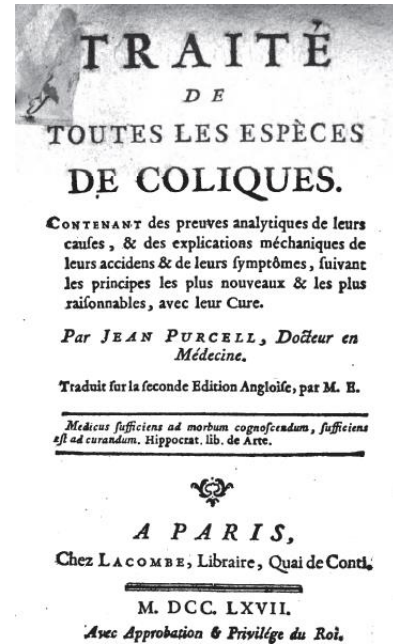 TRAITÉ
DE
TOUTES LES ESPÈCES
DE COLIQUES.
CONTENANT des preuves analytiques de leurs
cauſes, & des explications méchaniques de
leurs accidens & de leurs ſymptômes, ſuivant
les principes les plus nouveaux & les plus
raiſonnables, avec leur Cure.
Par JEAN PURCELL, Docteur en
Médecine.
Traduit ſur la ſeconde Edition Angloiſe, par M. E.
Medicus ſufficiens ad morbum cognoſcendum, ſufficiens
eſt ad curandum. Hippocrat. lib. de Arte.
A PARIS,
Chez LACOMBE, Libraire, Quai de Conti.
M. DCC. LXVII.
Avec Approbation & Privilége du Roi.